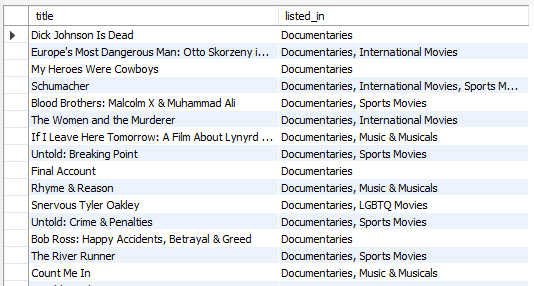 title listed_in
Dick Johnson Is Dead Documentaries
Europe's Most Dangerous Man: Otto Skorzeny i... Documentaries, International Movies
My Heroes Were Cowboys Documentaries
Schumacher Documentaries, International Movies, Sports M...
Blood Brothers: Malcolm X & Muhammad Ali Documentaries, Sports Movies
The Women and the Murderer Documentaries, International Movies
If I Leave Here Tomorrow: A Film About Lynyrd ... Documentaries, Music & Musicals
Untold: Breaking Point Documentaries, Sports Movies
Final Account Documentaries
Rhyme & Reason Documentaries, Music & Musicals
Snervous Tyler Oakley Documentaries, LGBTQ Movies
Untold: Crime & Penalties Documentaries, Sports Movies
Bob Ross: Happy Accidents, Betrayal & Greed Documentaries
The River Runner Documentaries, Sports Movies
Count Me In Documentaries, Music & Musicals